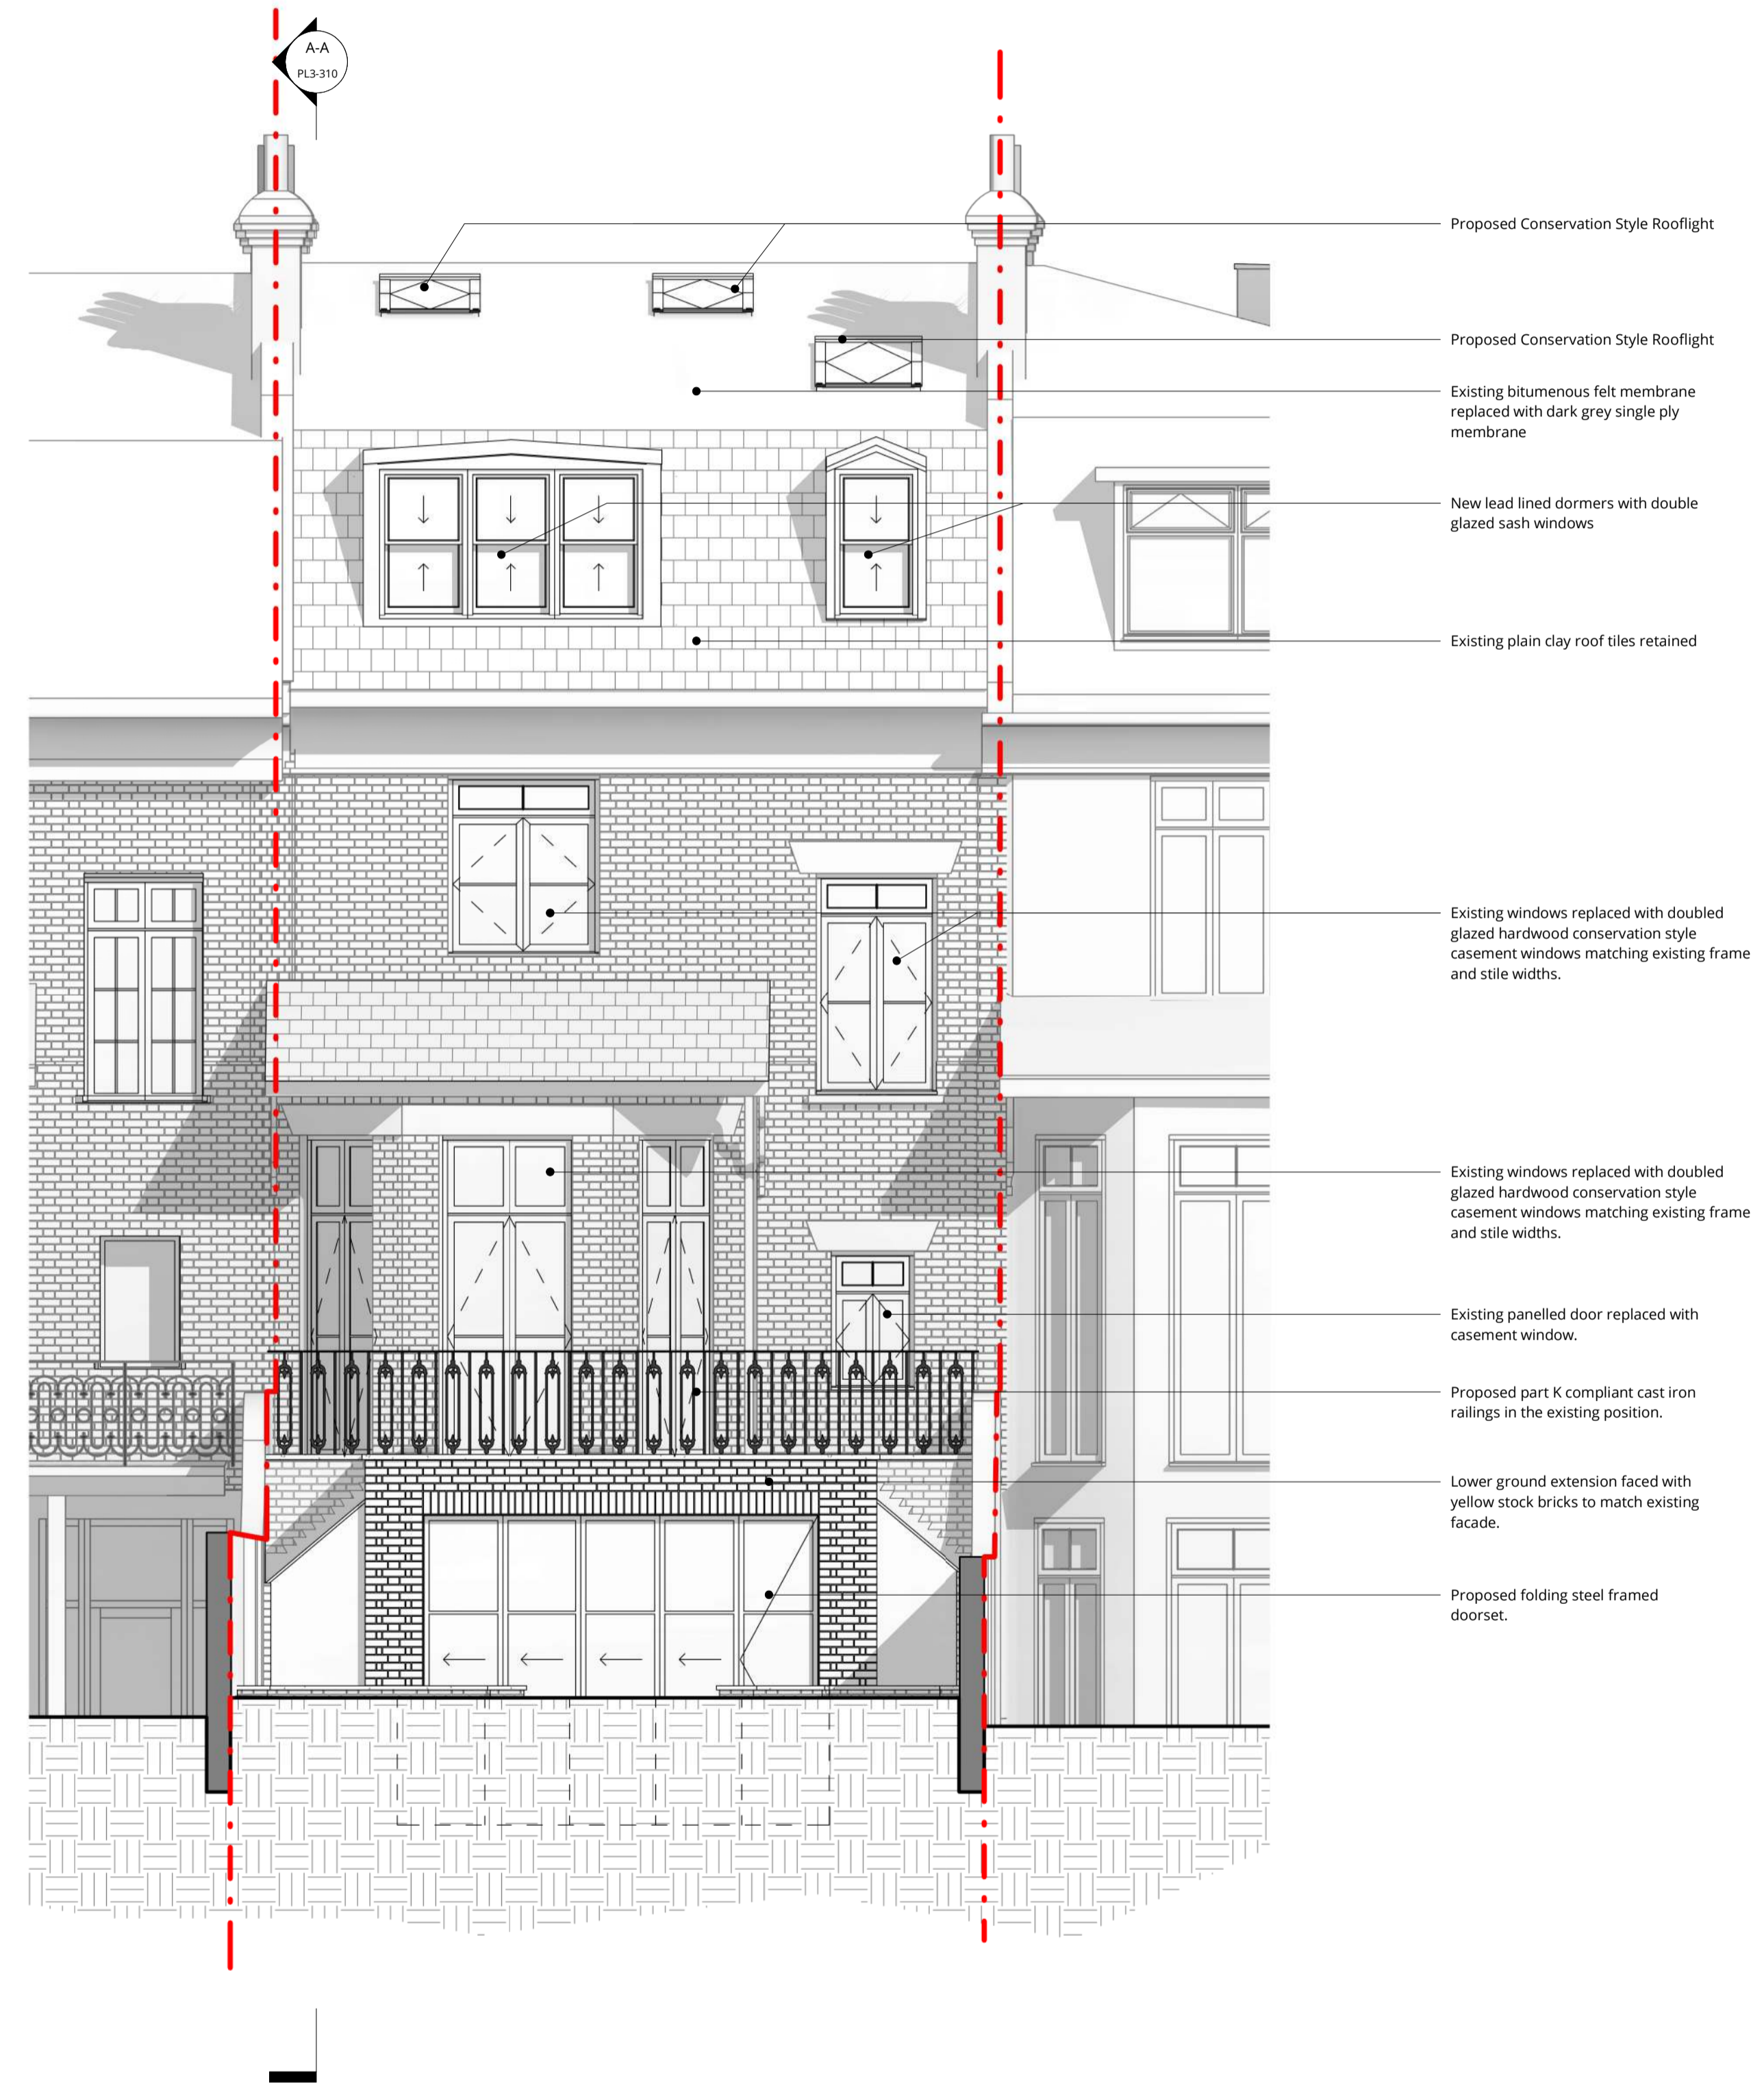 A-A
PL3-310
Proposed Conservation Style Rooflight
Proposed Conservation Style Rooflight
Existing bitumenous felt membrane
replaced with dark grey single ply
membrane
New lead lined dormers with double
glazed sash windows
Existing plain clay roof tiles retained
Existing windows replaced with doubled
glazed hardwood conservation style
casement windows matching existing frame
and stile widths.
Existing windows replaced with doubled
glazed hardwood conservation style
casement windows matching existing frame
and stile widths.
Existing panelled door replaced with
casement window.
Proposed part K compliant cast iron
railings in the existing position.
Lower ground extension faced with
yellow stock bricks to match existing
facade.
Proposed folding steel framed
doorset.